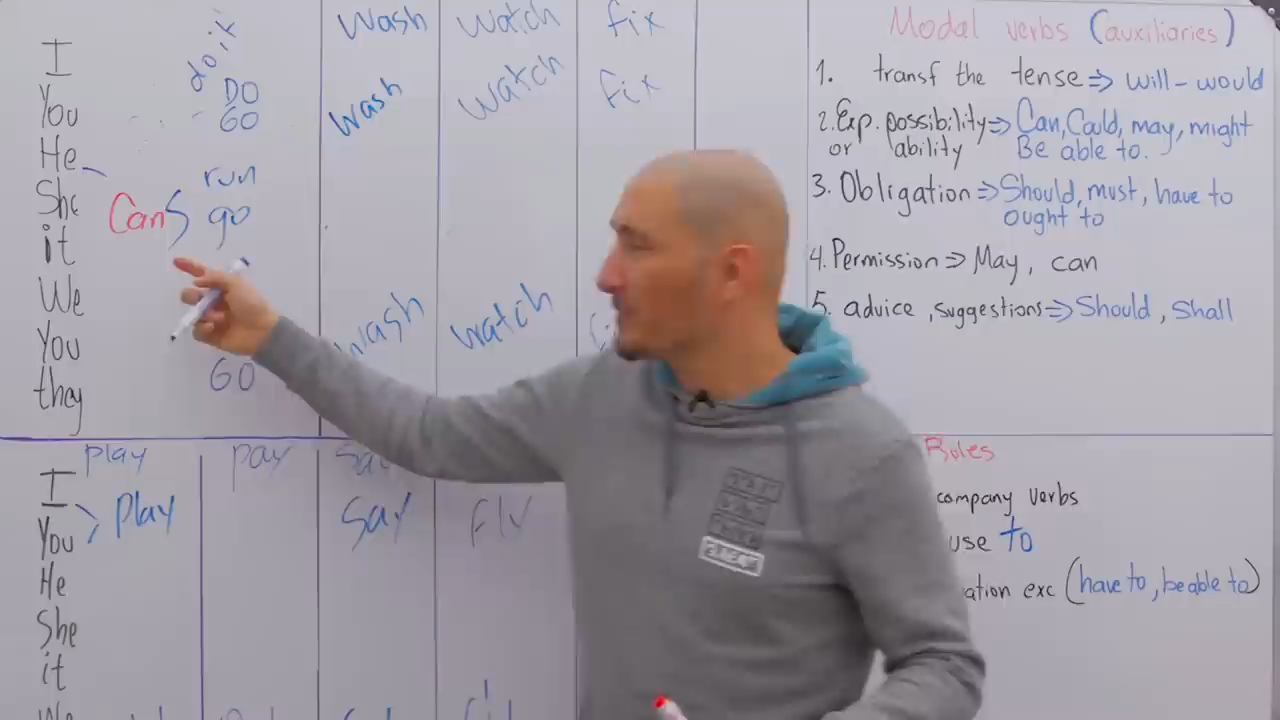 Wash watch fix
do it
I
You
DO
GO
wash watch fix
He
run
She
Cans go
it
We
wash watch
You
they
GO
play pay
I
You
Play Say
He
She
it
We
Modal verbs (auxiliaries)
1. transf the tense => will - would
2. Exp. possibility => Can, Could, may, might
or ability Be able to.
3. Obligation => Should, must, have to
ought to
4. Permission => May, can
5. advice, suggestions => Should, Shall
Rules
company verbs
use to
ation exc (have to, be able to)